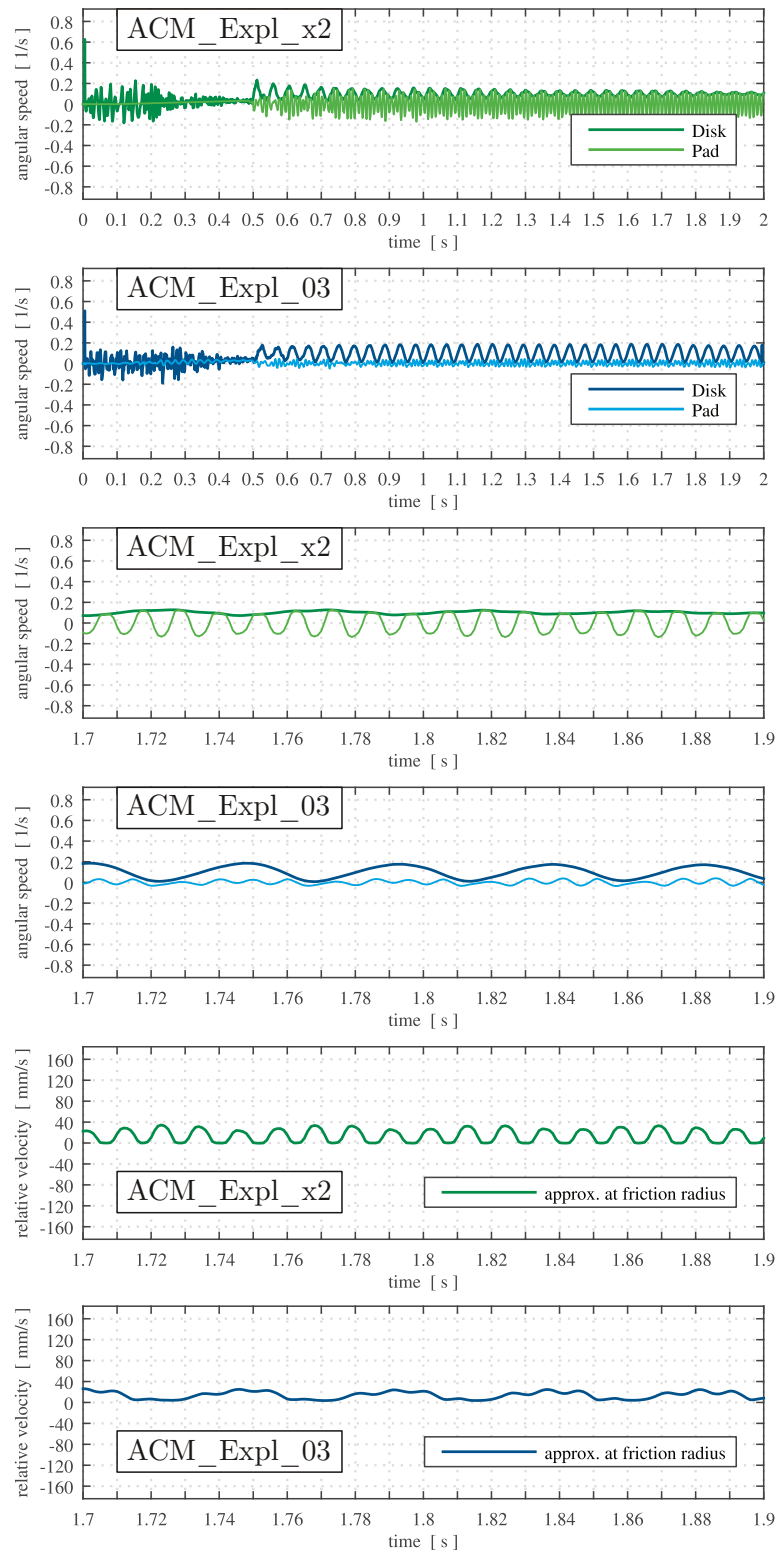 ACM_Expl_x2
angular speed [ 1/s]
0.8
0.6
0.4
0.2
0
-0.2
-0.4
-0.6
-0.8
Disk
Pad
0 0.1 0.2 0.3 0.4 0.5 0.6 0.7 0.8 0.9 1 1.1 1.2 1.3 1.4 1.5 1.6 1.7 1.8 1.9 2
time [ s ]
ACM_Expl_03
angular speed [ 1/s]
0.8
0.6
0.4
0.2
0
-0.2
-0.4
-0.6
-0.8
Disk
Pad
0 0.1 0.2 0.3 0.4 0.5 0.6 0.7 0.8 0.9 1 1.1 1.2 1.3 1.4 1.5 1.6 1.7 1.8 1.9 2
time [ s ]
ACM_Expl_x2
angular speed [ 1/s]
0.8
0.6
0.4
0.2
0
-0.2
-0.4
-0.6
-0.8
1.7 1.72 1.74 1.76 1.78 1.8 1.82 1.84 1.86 1.88 1.9
time [ s ]
ACM_Expl_03
angular speed [ 1/s]
0.8
0.6
0.4
0.2
0
-0.2
-0.4
-0.6
-0.8
1.7 1.72 1.74 1.76 1.78 1.8 1.82 1.84 1.86 1.88 1.9
time [ s ]
relative velocity [ mm/s]
160
120
80
40
0
-40
-80
-120
-160
ACM_Expl_x2
approx. at friction radius
1.7 1.72 1.74 1.76 1.78 1.8 1.82 1.84 1.86 1.88 1.9
time [ s ]
relative velocity [ mm/s]
160
120
80
40
0
-40
-80
-120
-160
ACM_Expl_03
approx. at friction radius
1.7 1.72 1.74 1.76 1.78 1.8 1.82 1.84 1.86 1.88 1.9
time [ s ]